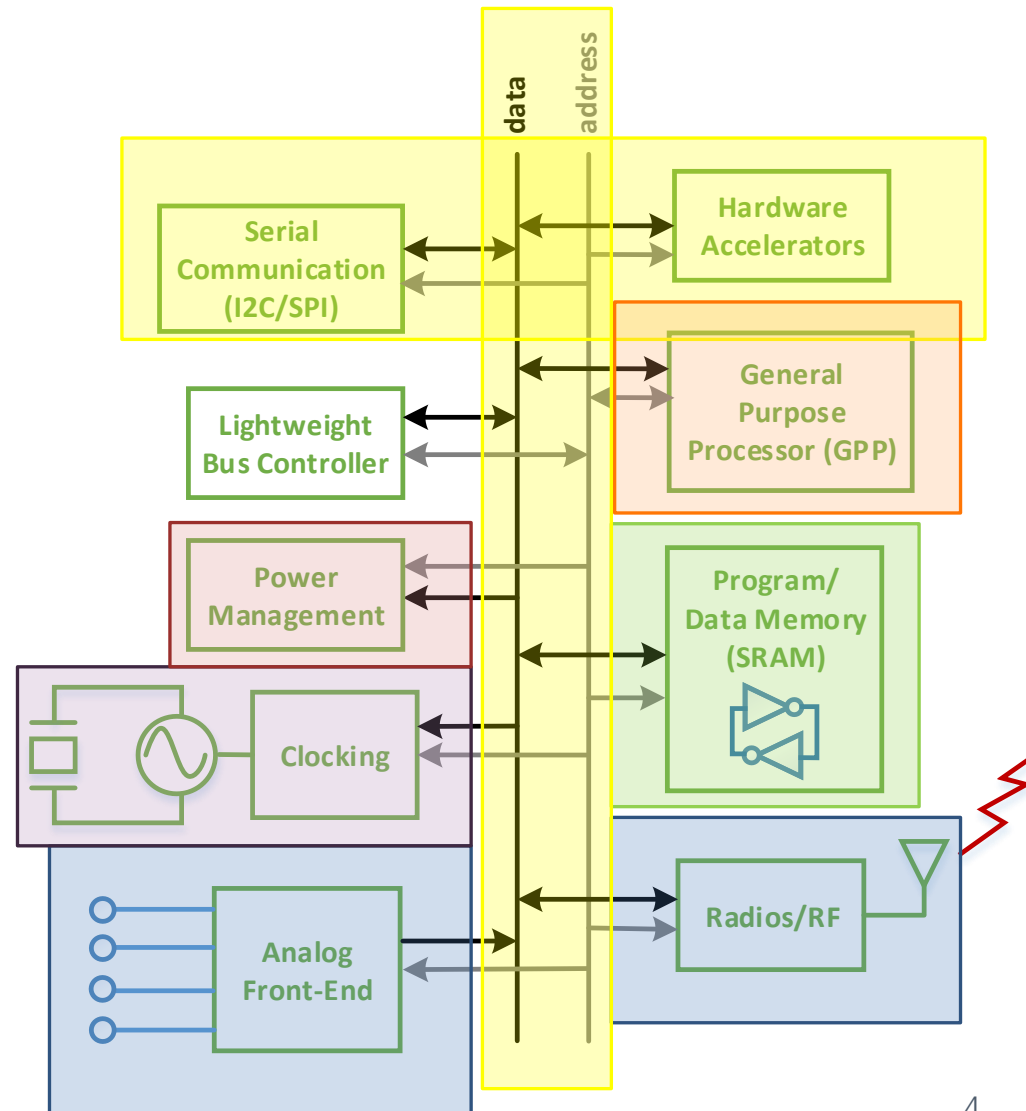 data
address
Serial
Communication
(I2C/SPI)
Hardware
Accelerators
Lightweight
Bus Controller
General
Purpose
Processor (GPP)
Power
Management
Program/
Data Memory
(SRAM)
Clocking
Analog
Front-End
Radios/RF
4